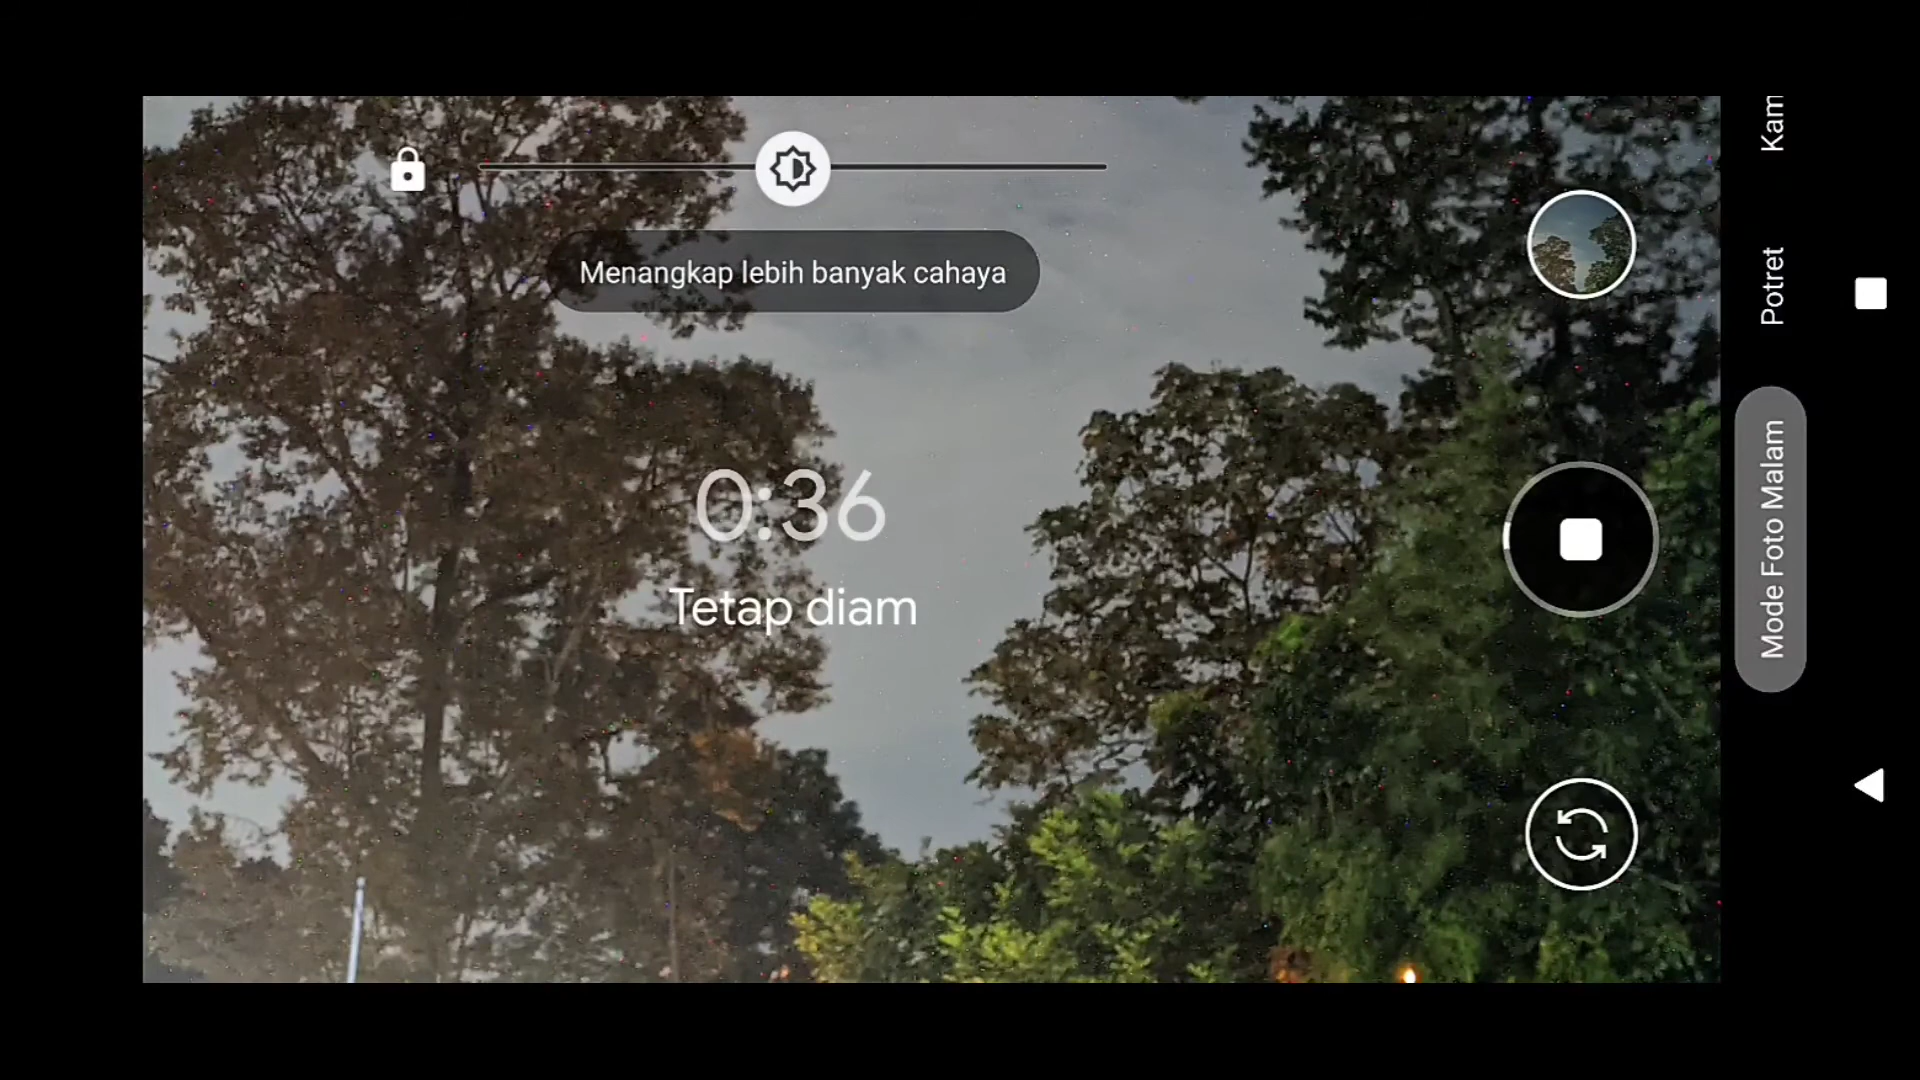 Menangkap lebih banyak cahaya
0:36
Tetap diam
Kam
Potret
Mode Foto Malam